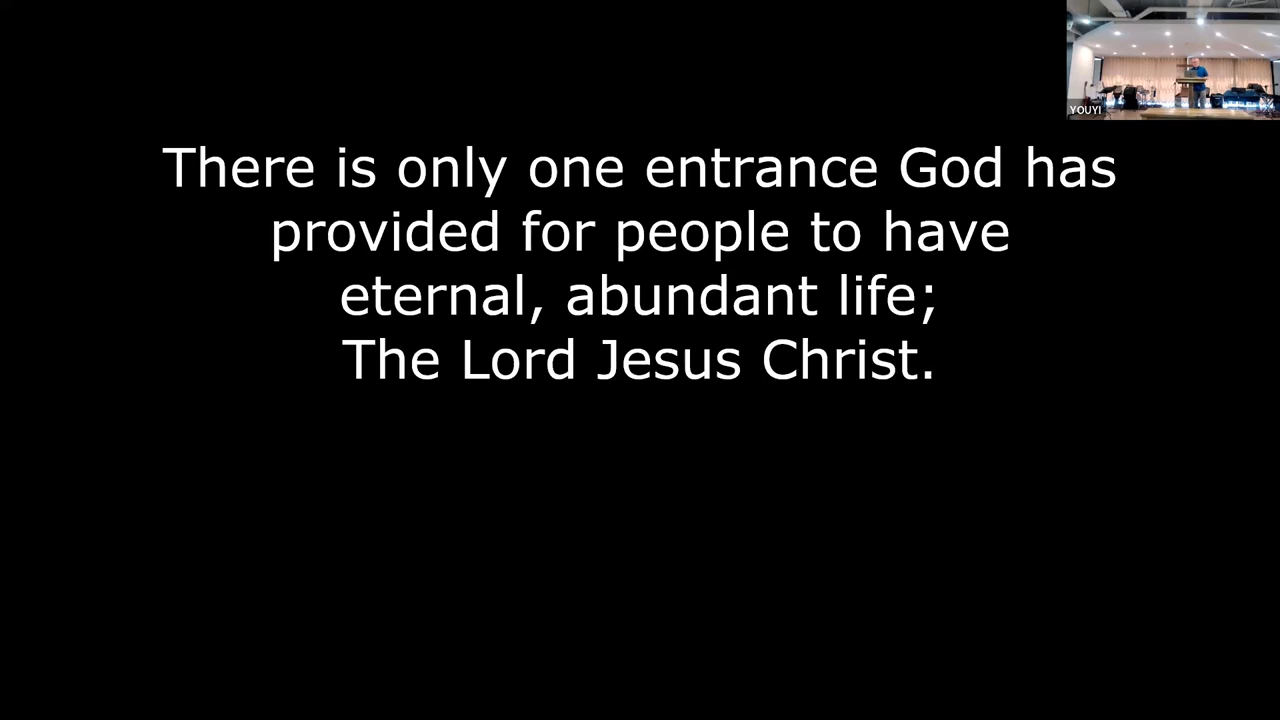 YOUYI
There is only one entrance God has
provided for people to have
eternal, abundant life;
The Lord Jesus Christ.